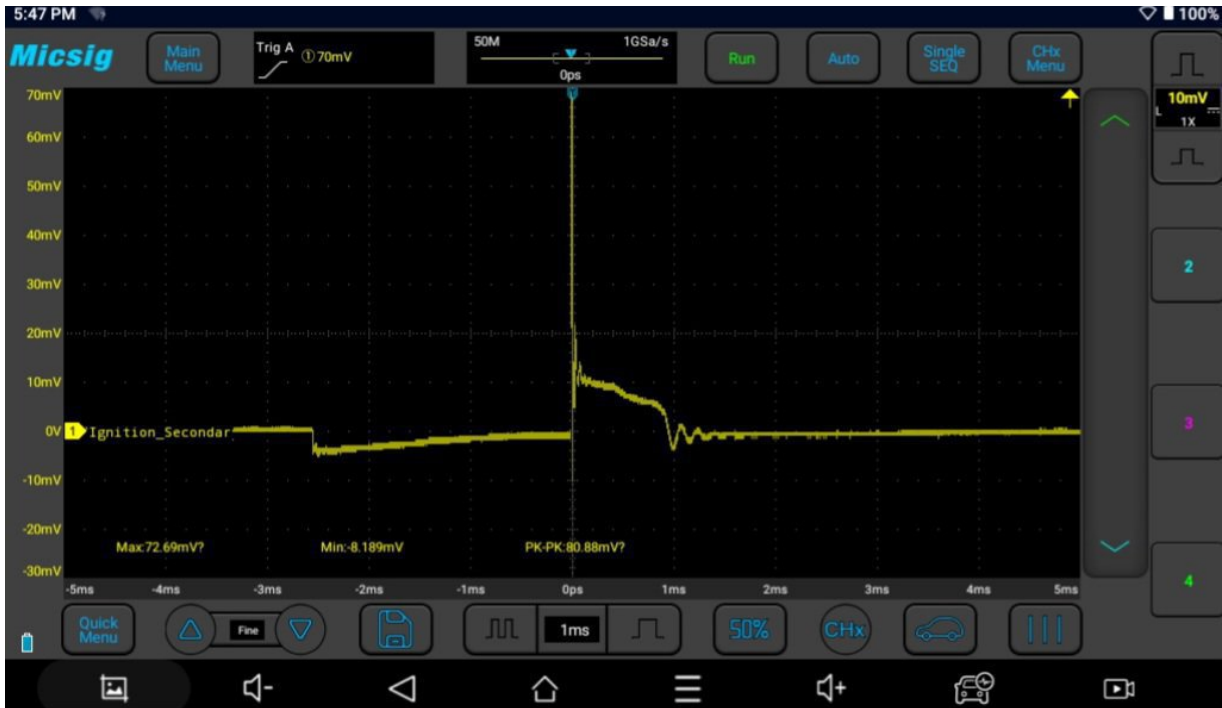 5:47 PM 100%
Micsig
Main Menu
Trig A 1 70mV
50M 1GSa/s
0ps
Run
Auto
Single SEQ
CHx Menu
10mV
L
1X
70mV
60mV
50mV
40mV
30mV
20mV
10mV
0V 1 Ignition_Secondar
-10mV
-20mV
Max:72.69mV? Min:-8.189mV PK-PK:80.88mV?
-30mV
-5ms -4ms -3ms -2ms -1ms 0ps 1ms 2ms 3ms 4ms 5ms
2
3
4
Quick Menu
Fine
1ms
50%
CHx